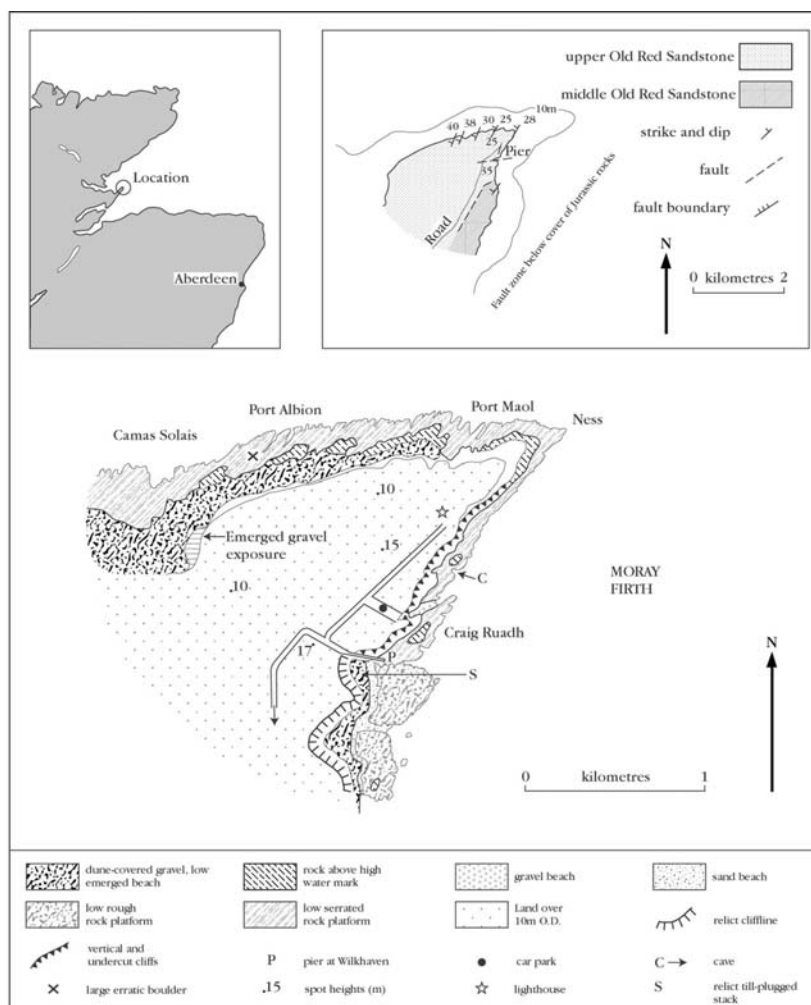 Location
Aberdeen
upper Old Red Sandstone
middle Old Red Sandstone
strike and dip
fault
fault boundary
10m
40
38
30
25
28
25
Pier
35
Road
Fault zone below cover of Jurassic rocks
N
0 kilometres 2
Camas Solais
Port Albion
Port Maol
Ness
.10
Emerged gravel
exposure
.15
.10
C
MORAY
FIRTH
Craig Ruadh
17.
P
S
N
0 kilometres 1
dune-covered gravel, low
emerged beach
rock above high
water mark
gravel beach
sand beach
low rough
rock platform
low serrated
rock platform
Land over
10m O.D.
relict cliffline
vertical and
undercut cliffs
P pier at Wilkhaven
car park
C → cave
large erratic boulder
.15 spot heights (m)
lighthouse
S relict till-plugged
stack